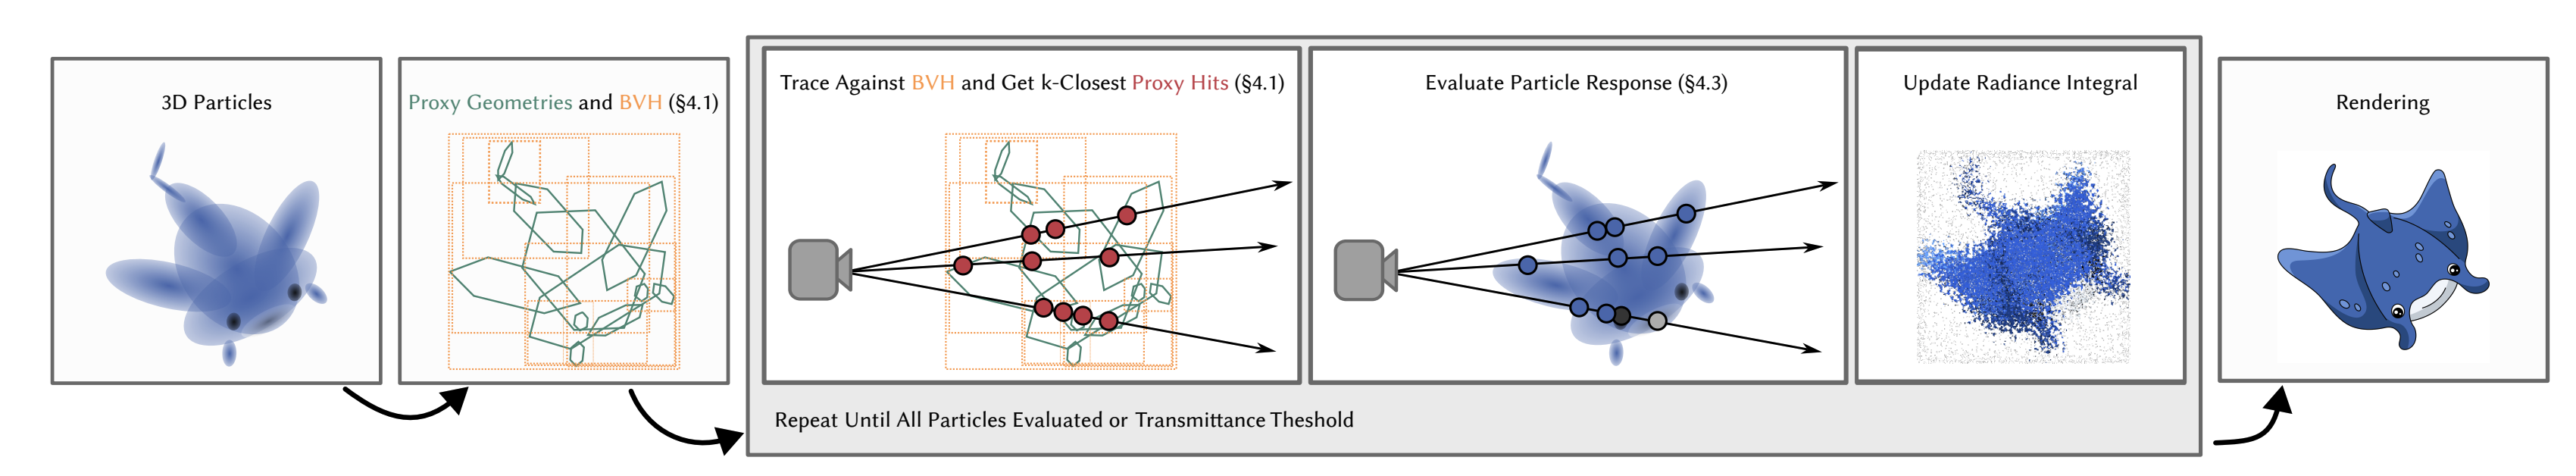 3D Particles
Proxy Geometries and BVH (§4.1)
Trace Against BVH and Get k-Closest Proxy Hits (§4.1)
Evaluate Particle Response (§4.3)
Update Radiance Integral
Rendering
Repeat Until All Particles Evaluated or Transmittance Theshold